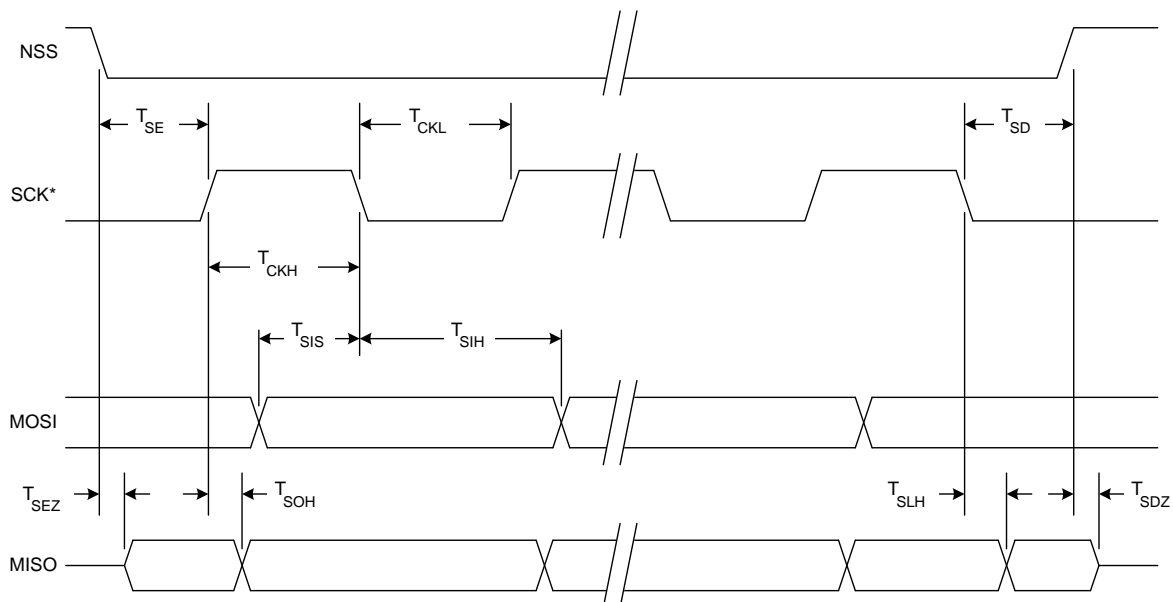 NSS
T_SE
T_CKL
T_SD
SCK*
T_CKH
T_SIS
T_SIH
MOSI
T_SEZ
T_SOH
T_SLH
T_SDZ
MISO